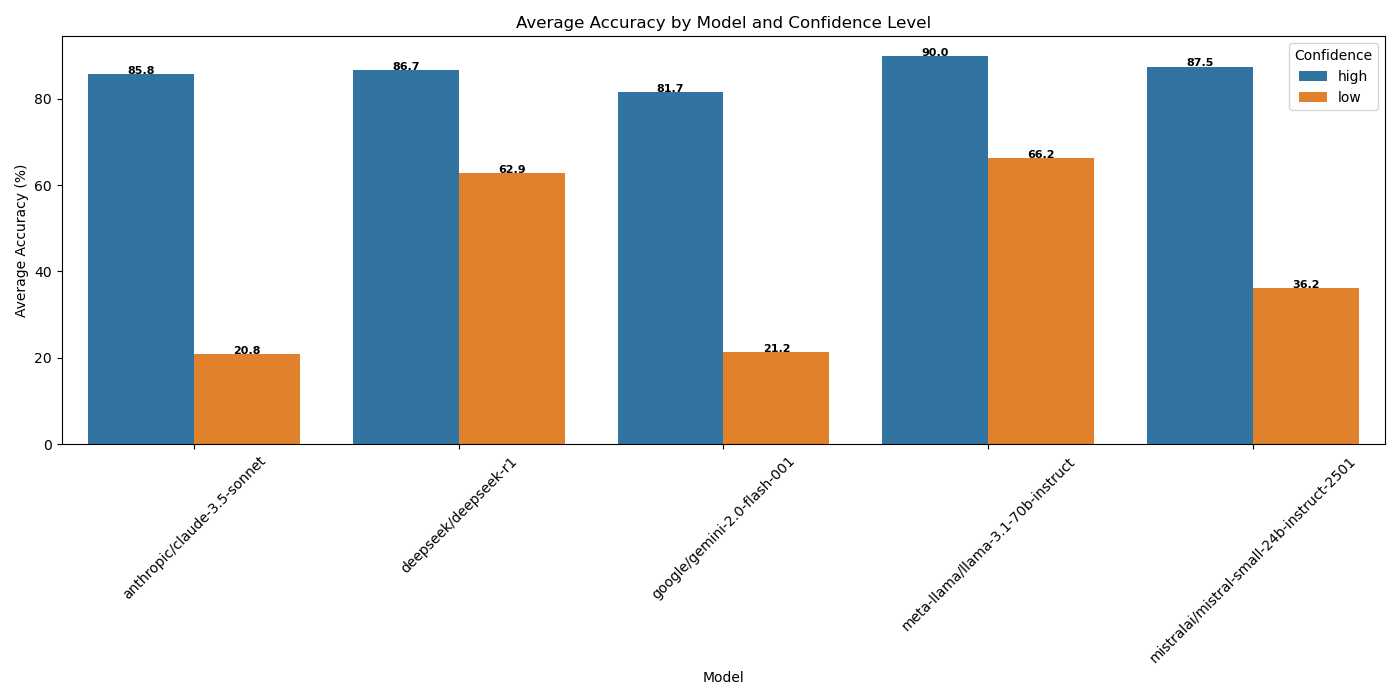 Average Accuracy by Model and Confidence Level
Average Accuracy (%)
80
60
40
20
0
85.8
20.8
86.7
62.9
81.7
21.2
90.0
66.2
87.5
36.2
Confidence
high
low
anthropic/claude-3.5-sonnet
deepseek/deepseek-r1
google/gemini-2.0-flash-001
meta-llama/llama-3.1-70b-instruct
mistralai/mistral-small-24b-instruct-2501
Model